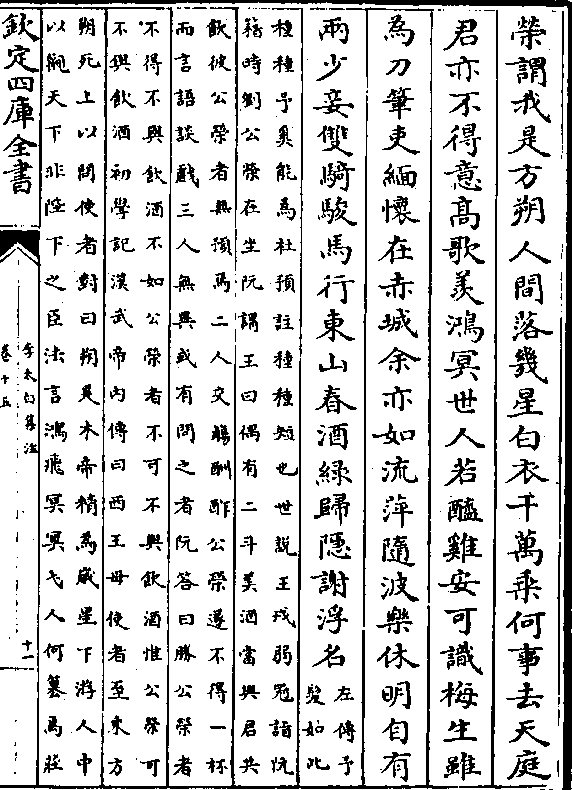 榮謂我是方朔人間落幾星白衣千萬乘何事去天庭
君亦不得意髙歌羨鴻冥世人若醯雞安可識梅生雖
為刀筆吏緬懷在赤城余亦如流萍隨波樂休明自有
兩少妾雙騎駿馬行東山春酒綠歸隱謝浮名
左傳予
髮如此
種種予奚能為社預註種種短也世説王戎弱冠詣阮
籍時劉公榮在坐阮謂王曰偶有二斗美酒當與君共
飲彼公榮者無預焉二人交觴酬酢公榮遂不得一杯
而言語談戲三人無異或有問之者阮答曰勝公榮者
不得不與飲酒不如公榮者不可不與飲酒惟公榮可
不與飲酒初學記漢武帝內傳曰西王母使者至東方
朔死上以問使者對曰朔是木帝精為嵗星下游人中
以觀天下非陛下之臣法言鴻飛冥冥弋人何篡焉莊
欽定四庫全書
李太白集注
卷十五
十一